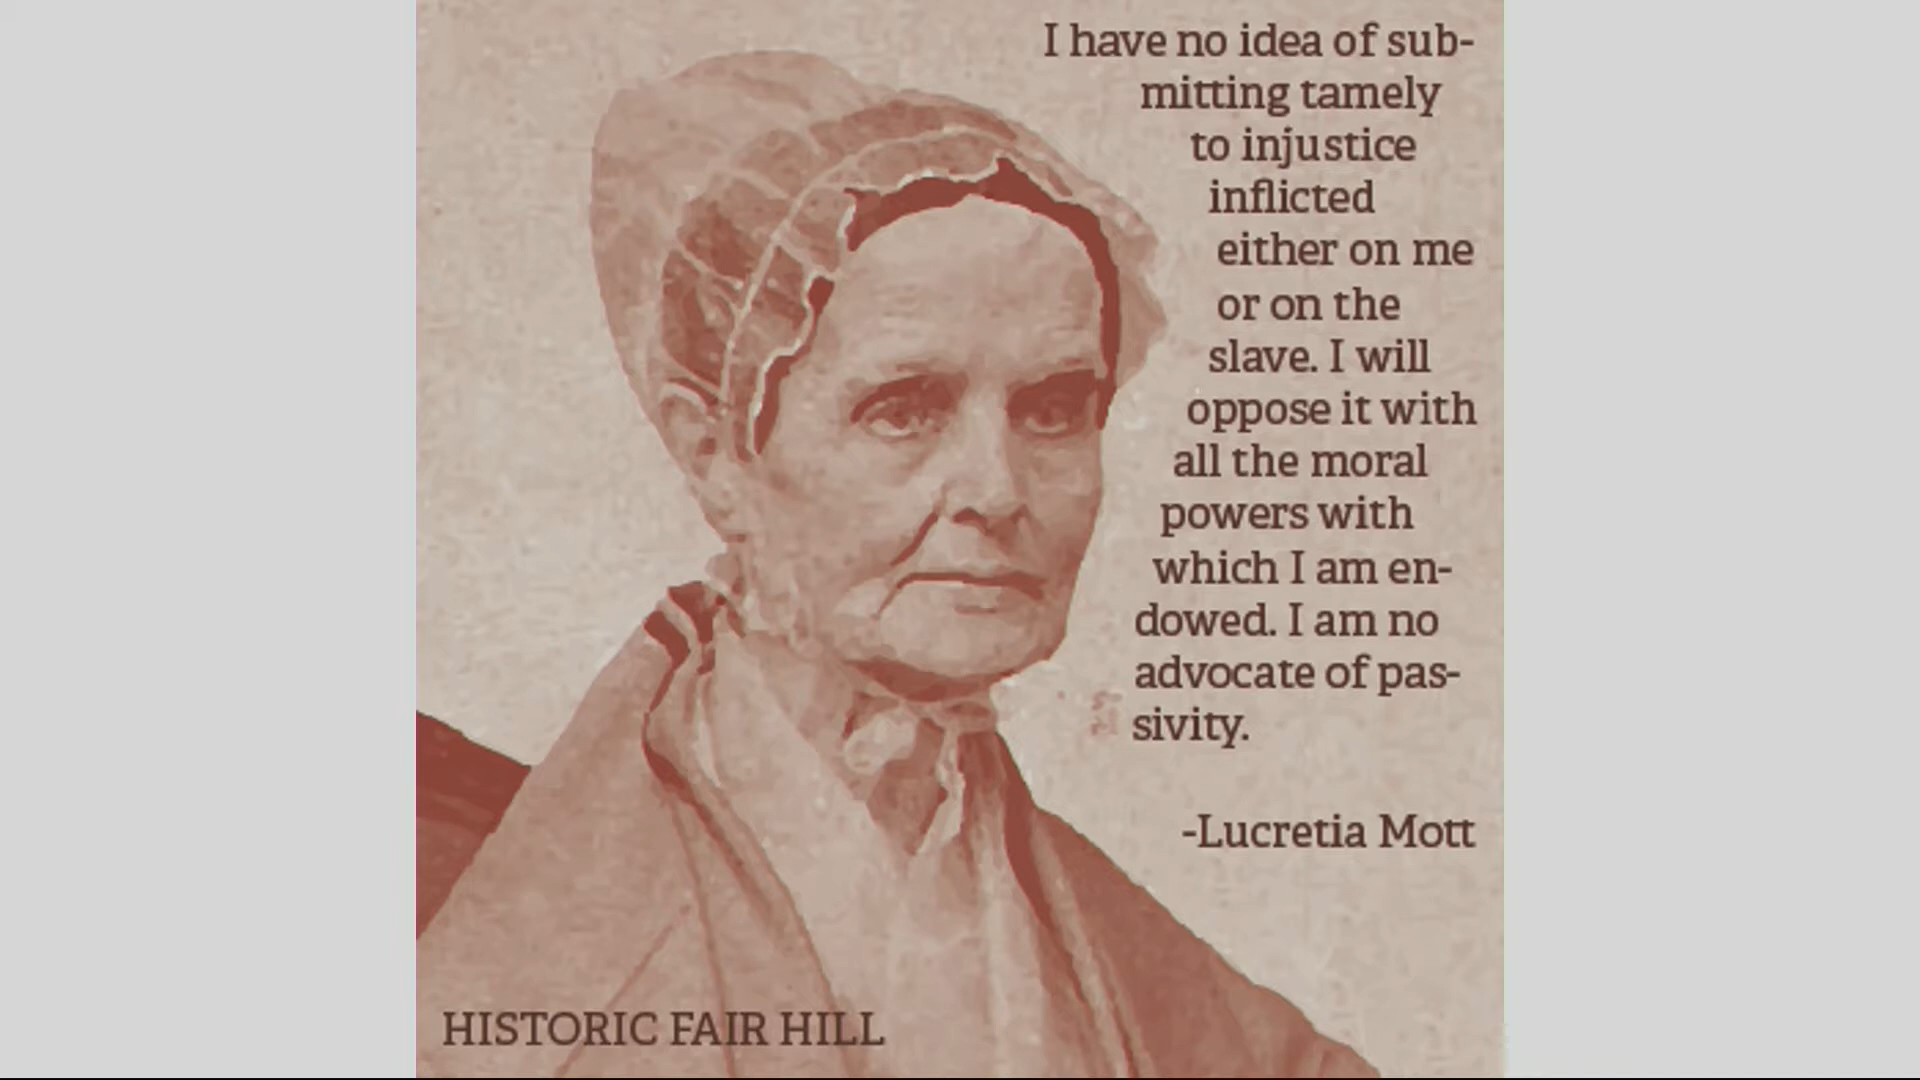 I have no idea of sub-
mitting tamely
to injustice
inflicted
either on me
or on the
slave. I will
oppose it with
all the moral
powers with
which I am en-
dowed. I am no
advocate of pas-
sivity.
-Lucretia Mott
HISTORIC FAIR HILL